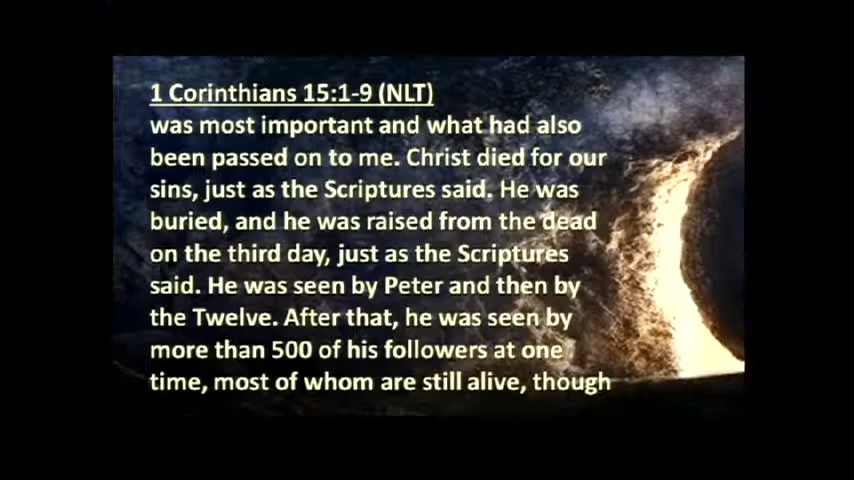 1 Corinthians 15:1-9 (NLT)
was most important and what had also
been passed on to me. Christ died for our
sins, just as the Scriptures said. He was
buried, and he was raised from the dead
on the third day, just as the Scriptures
said. He was seen by Peter and then by
the Twelve. After that, he was seen by
more than 500 of his followers at one
time, most of whom are still alive, though